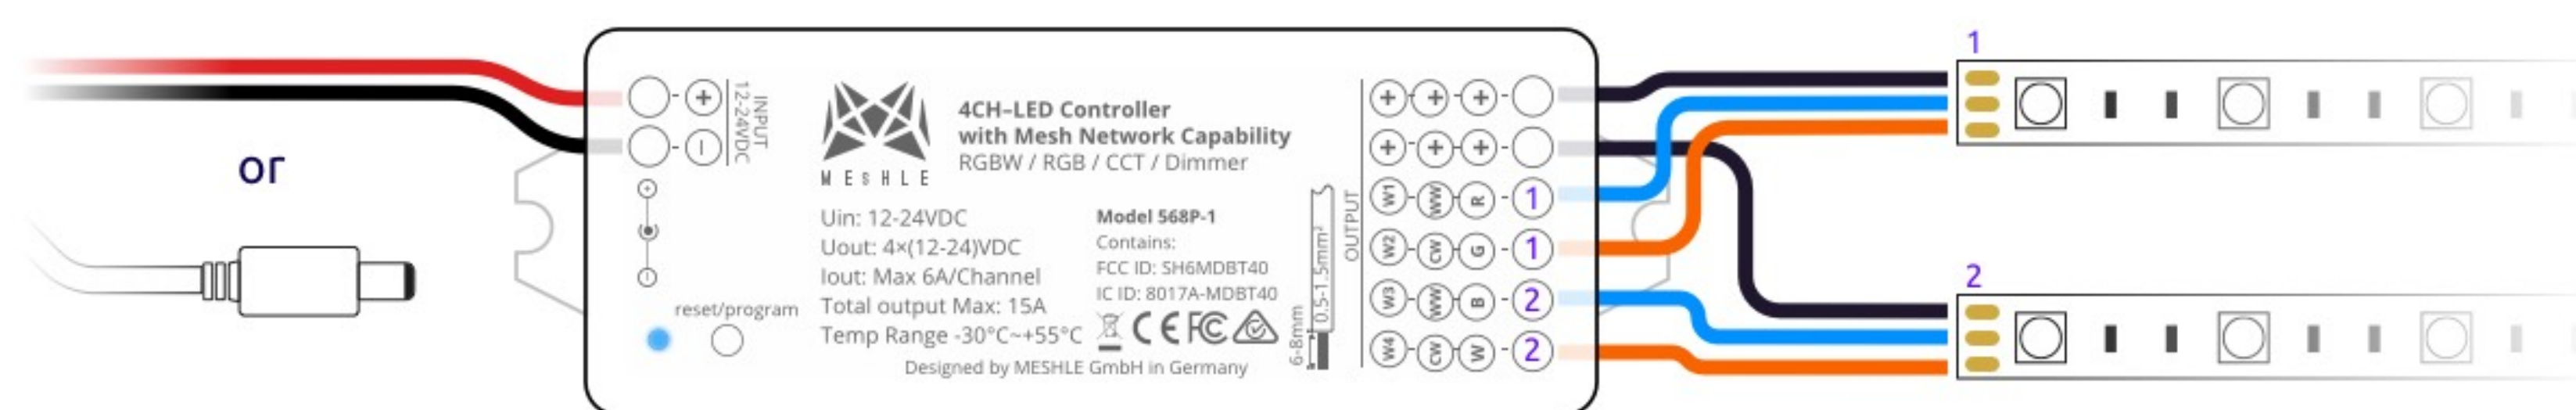 or
+
INPUT
12-24VDC
reset/program
MESHLE
4CH-LED Controller
with Mesh Network Capability
RGBW / RGB / CCT / Dimmer
Uin: 12-24VDC
Uout: 4×(12-24)VDC
Iout: Max 6A/Channel
Total output Max: 15A
Temp Range -30°C~+55°C
Model 568P-1
Contains:
FCC ID: SH6MDBT40
IC ID: 8017A-MDBT40
CE FC
Designed by MESHLE GmbH in Germany
6-8mm
0.5-1.5mm²
OUTPUT
+ + +
+ + +
W1 WW R 1
W2 CW G 1
W3 WW B 2
W4 CW W 2
1
2